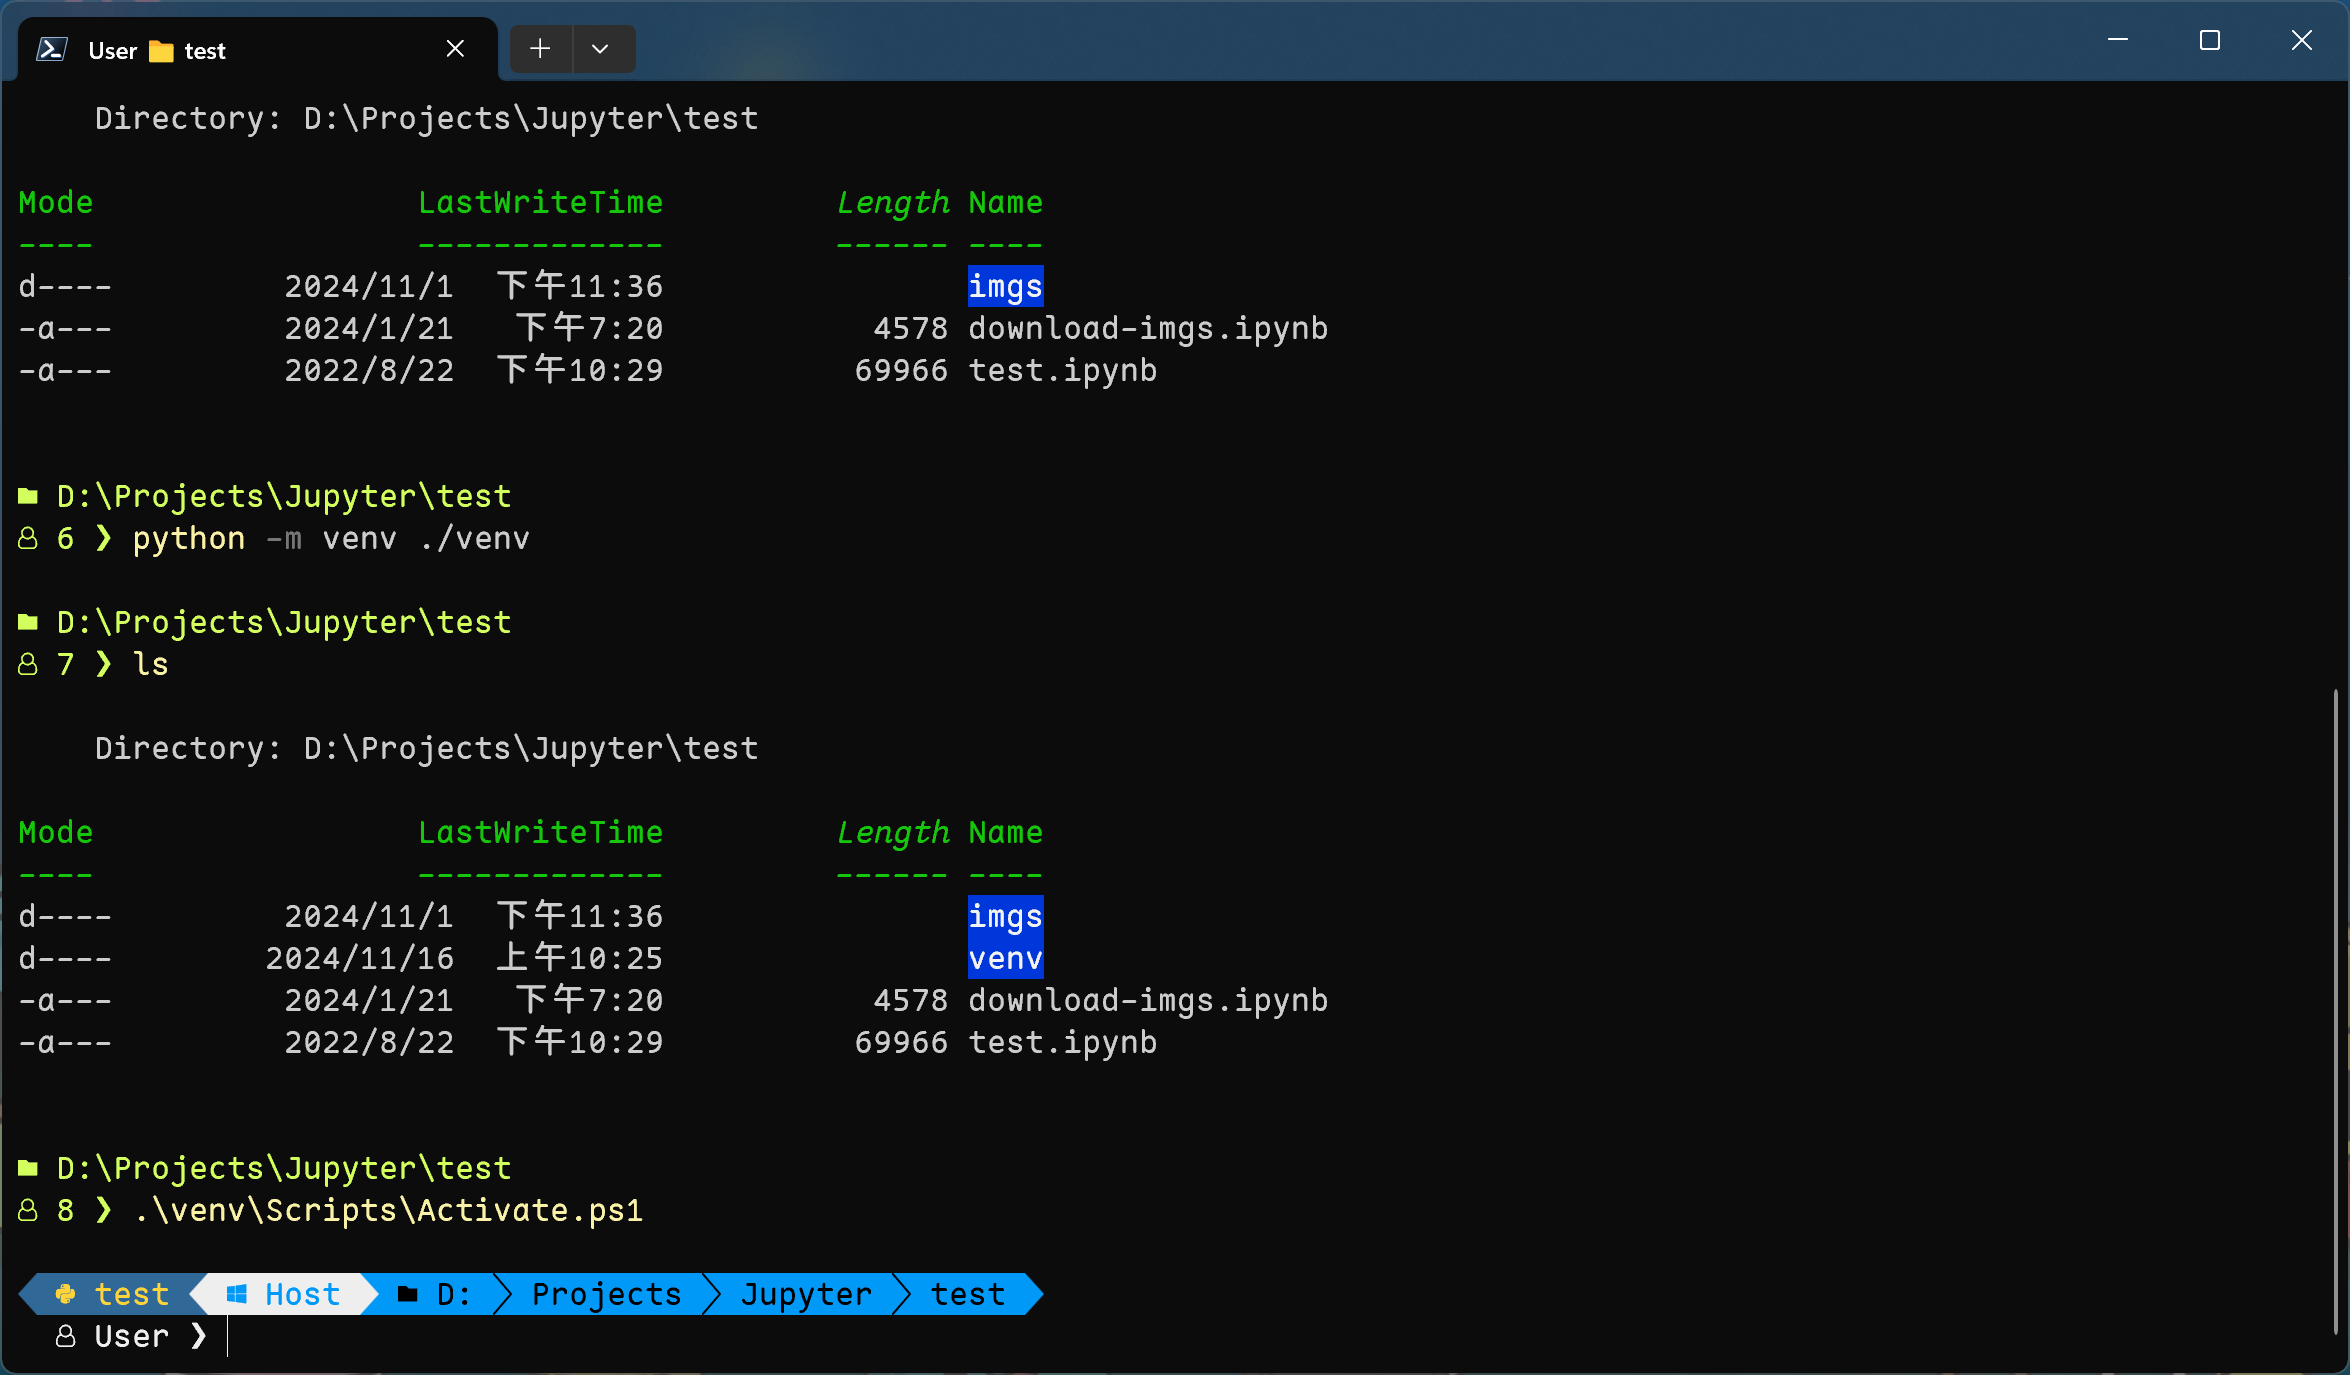 User test
Directory: D:\Projects\Jupyter\test
Mode LastWriteTime Length Name
---- ------------- ------ ----
d---- 2024/11/1 下午11:36 imgs
-a--- 2024/1/21 下午7:20 4578 download-imgs.ipynb
-a--- 2022/8/22 下午10:29 69966 test.ipynb
D:\Projects\Jupyter\test
6 ❯ python -m venv ./venv
D:\Projects\Jupyter\test
7 ❯ ls
Directory: D:\Projects\Jupyter\test
Mode LastWriteTime Length Name
---- ------------- ------ ----
d---- 2024/11/1 下午11:36 imgs
d---- 2024/11/16 上午10:25 venv
-a--- 2024/1/21 下午7:20 4578 download-imgs.ipynb
-a--- 2022/8/22 下午10:29 69966 test.ipynb
D:\Projects\Jupyter\test
8 ❯ .\venv\Scripts\Activate.ps1
test Host D: Projects Jupyter test
User ❯